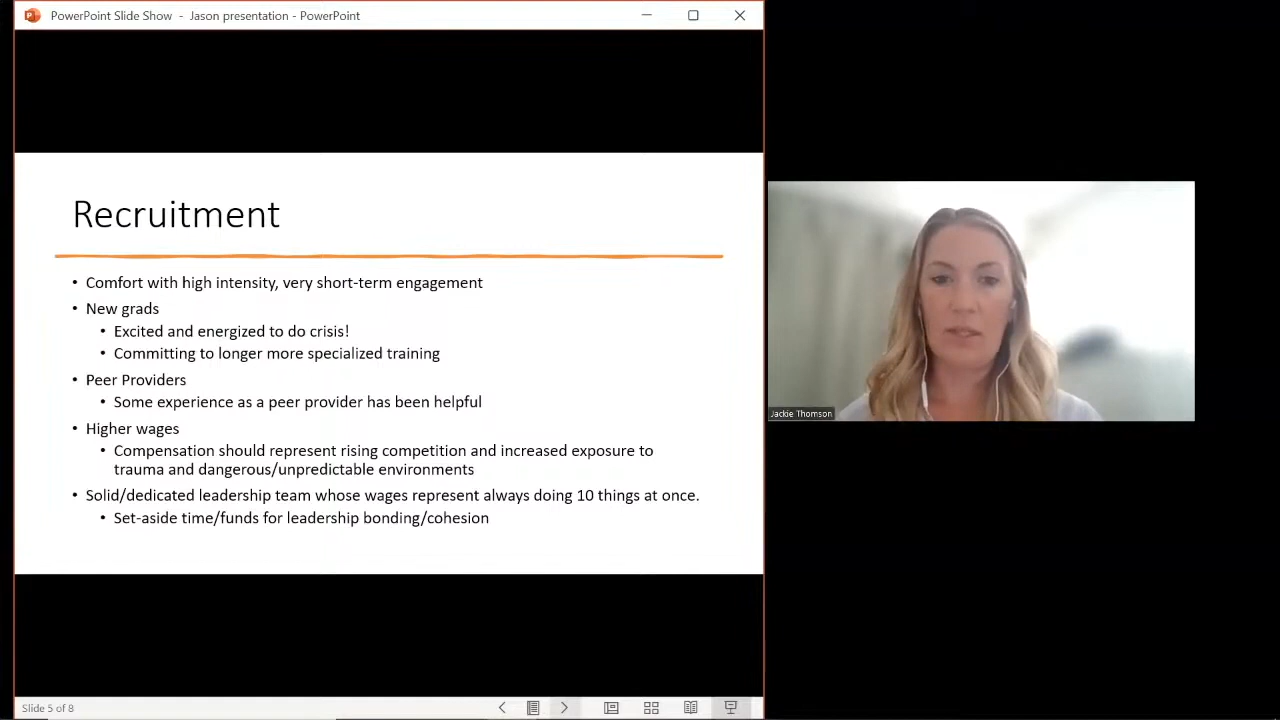 PowerPoint Slide Show - Jason presentation - PowerPoint
Recruitment
• Comfort with high intensity, very short-term engagement
• New grads
• Excited and energized to do crisis!
• Committing to longer more specialized training
• Peer Providers
• Some experience as a peer provider has been helpful
• Higher wages
• Compensation should represent rising competition and increased exposure to
trauma and dangerous/unpredictable environments
• Solid/dedicated leadership team whose wages represent always doing 10 things at once.
• Set-aside time/funds for leadership bonding/cohesion
Jackie Thomson
Slide 5 of 8